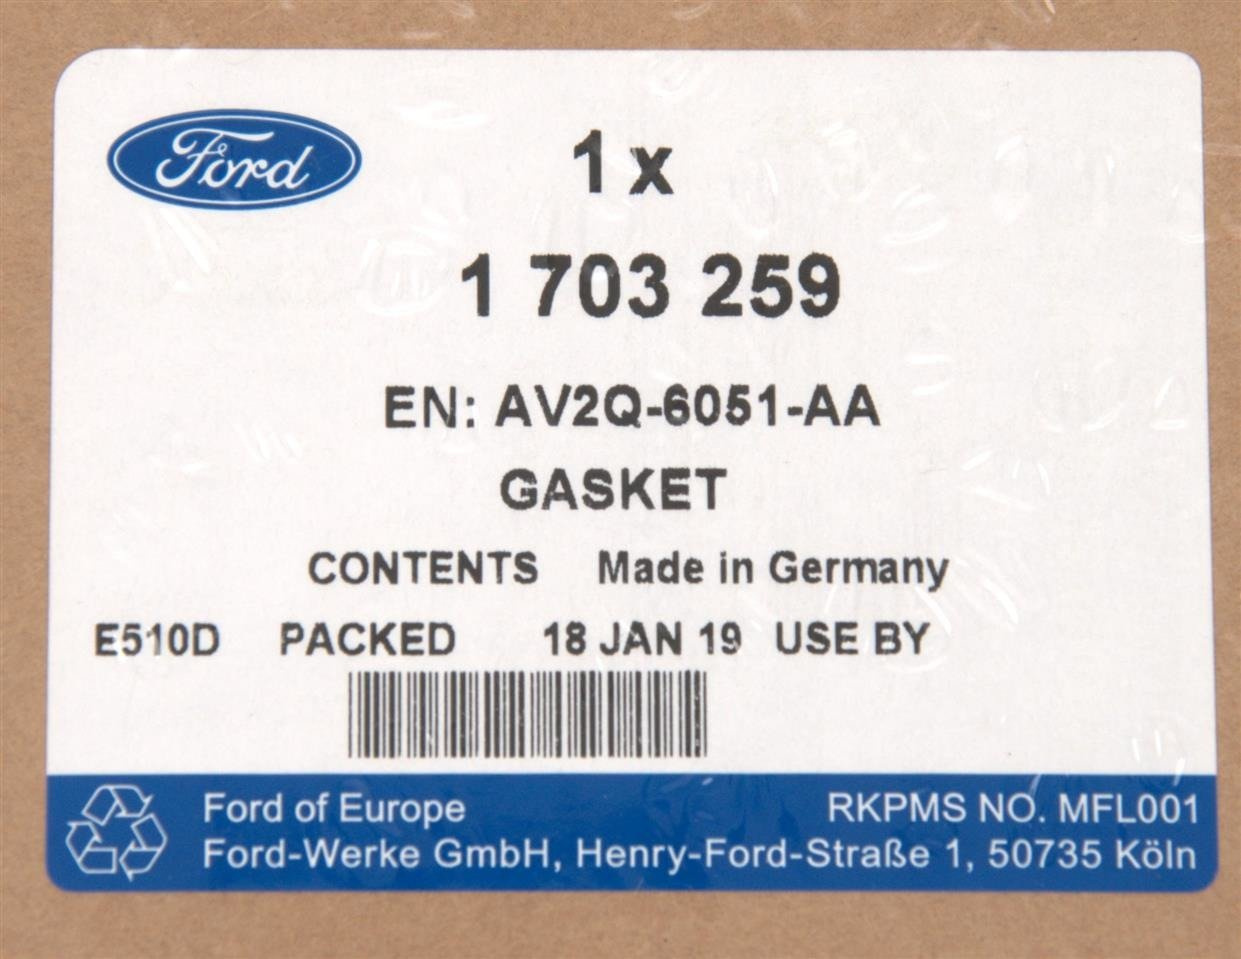 Ford
1 x
1 703 259
EN: AV2Q-6051-AA
GASKET
CONTENTS Made in Germany
E510D PACKED 18 JAN 19 USE BY
Ford of Europe RKPMS NO. MFL001
Ford-Werke GmbH, Henry-Ford-Straße 1, 50735 Köln